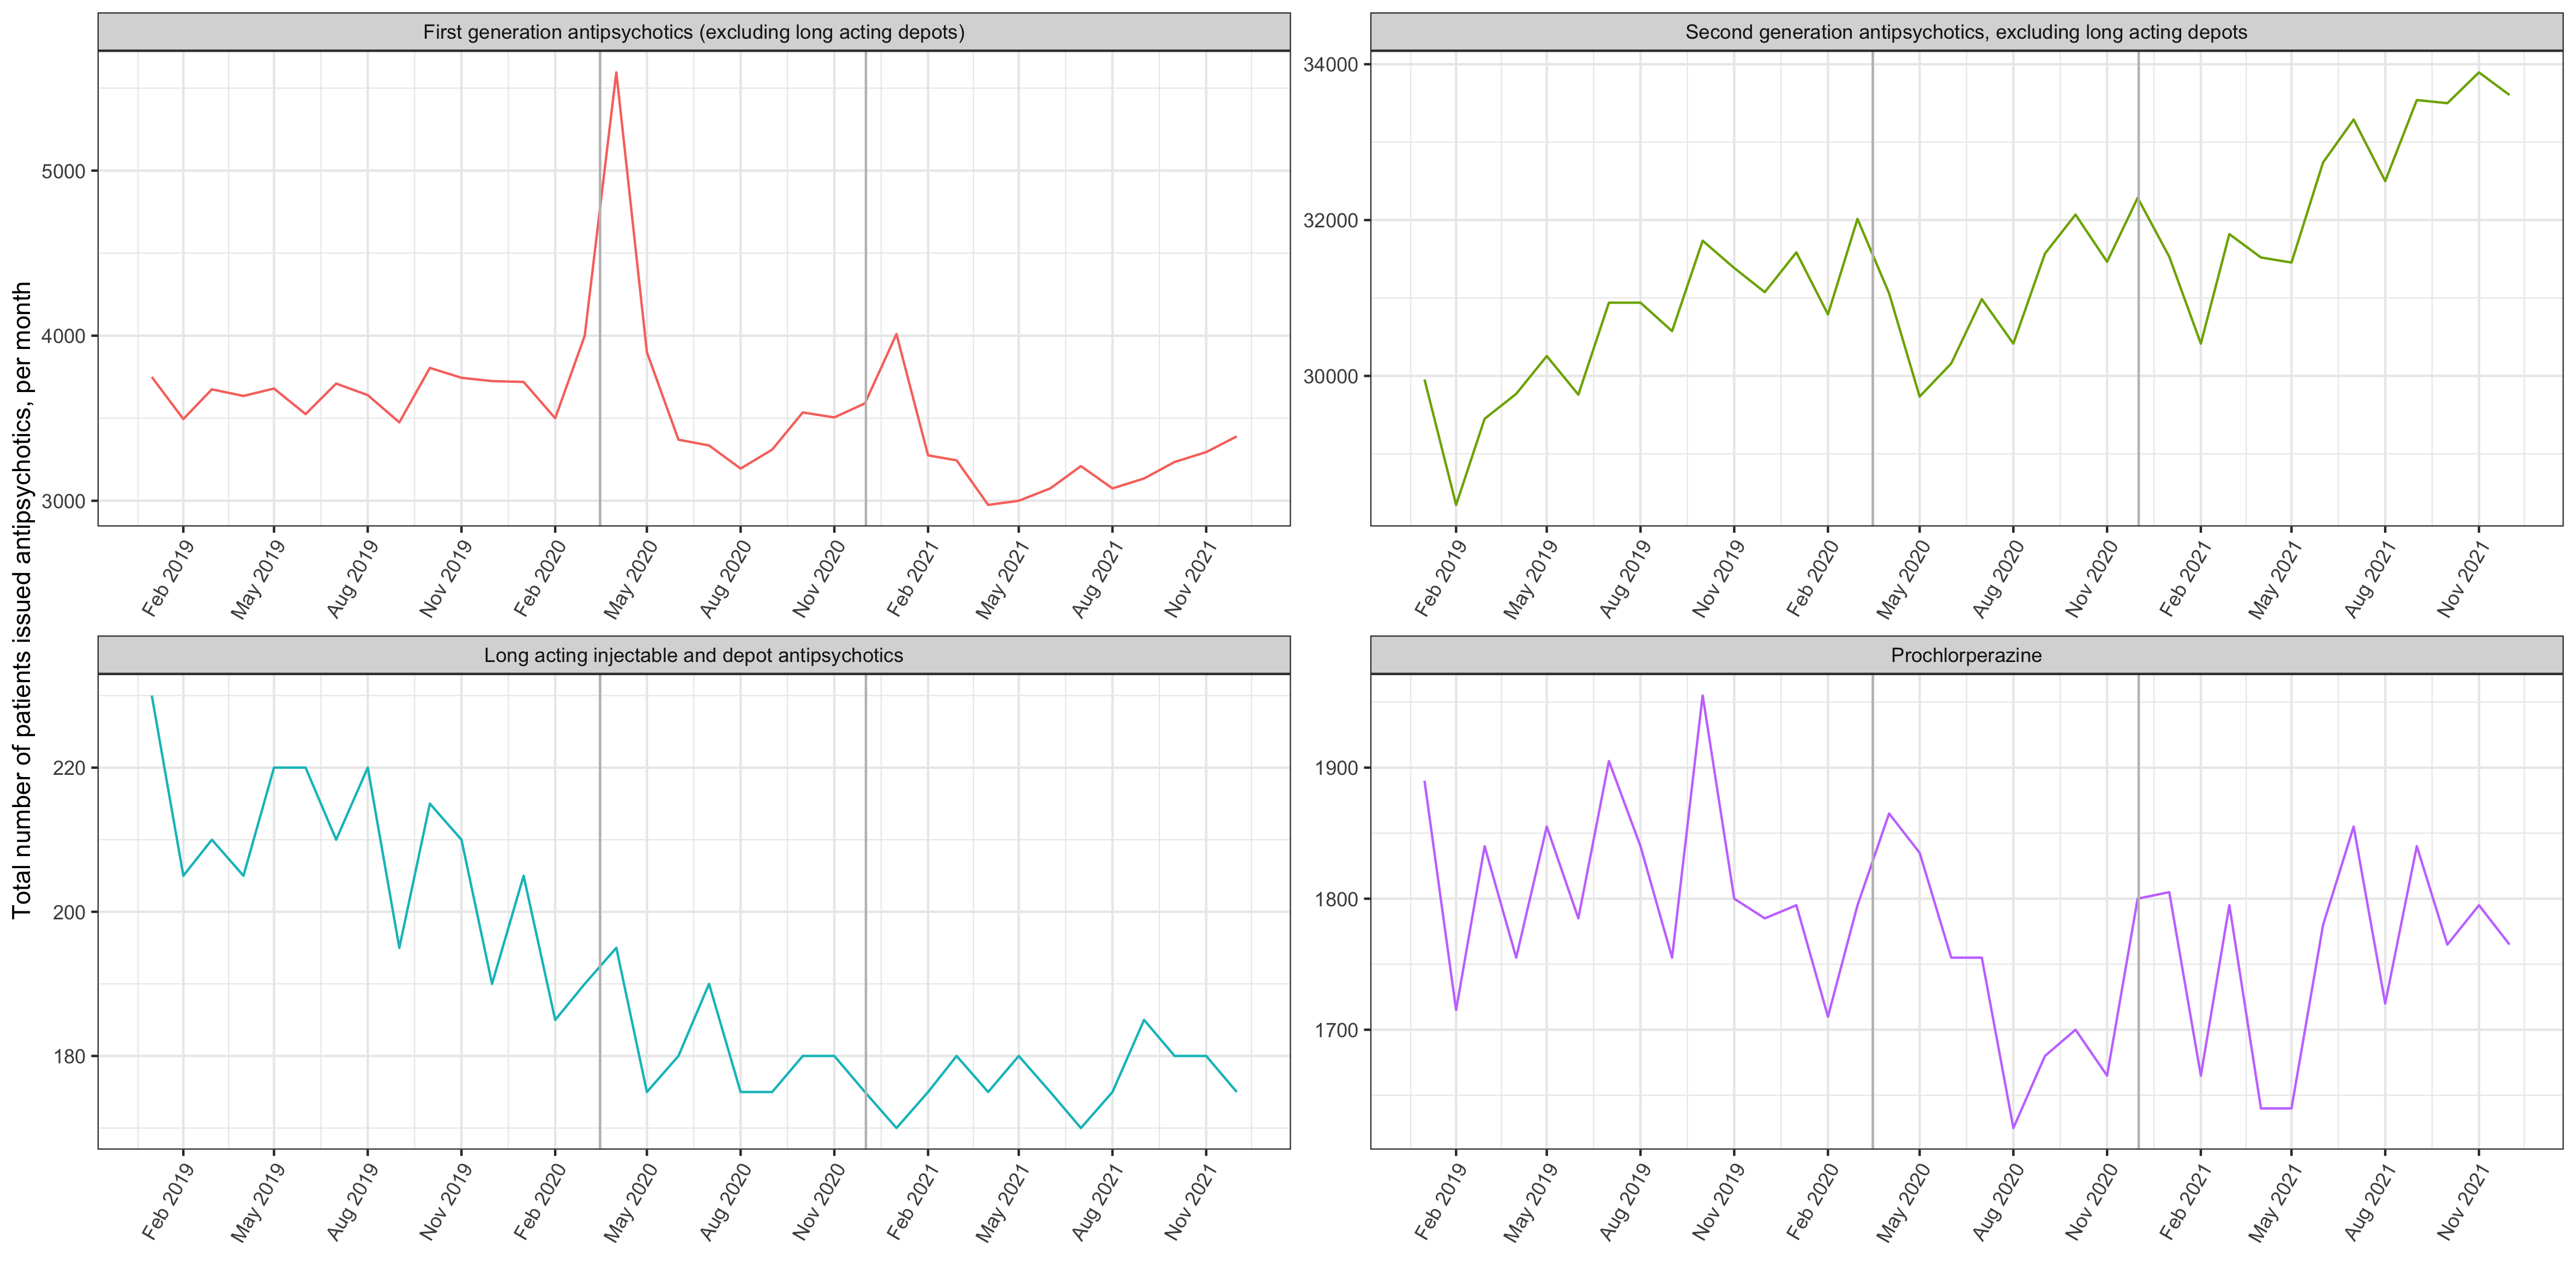 Total number of patients issued antipsychotics, per month
First generation antipsychotics (excluding long acting depots)
5000
4000
3000
Feb 2019
May 2019
Aug 2019
Nov 2019
Feb 2020
May 2020
Aug 2020
Nov 2020
Feb 2021
May 2021
Aug 2021
Nov 2021
Second generation antipsychotics, excluding long acting depots
34000
32000
30000
Feb 2019
May 2019
Aug 2019
Nov 2019
Feb 2020
May 2020
Aug 2020
Nov 2020
Feb 2021
May 2021
Aug 2021
Nov 2021
Long acting injectable and depot antipsychotics
220
200
180
Feb 2019
May 2019
Aug 2019
Nov 2019
Feb 2020
May 2020
Aug 2020
Nov 2020
Feb 2021
May 2021
Aug 2021
Nov 2021
Prochlorperazine
1900
1800
1700
Feb 2019
May 2019
Aug 2019
Nov 2019
Feb 2020
May 2020
Aug 2020
Nov 2020
Feb 2021
May 2021
Aug 2021
Nov 2021